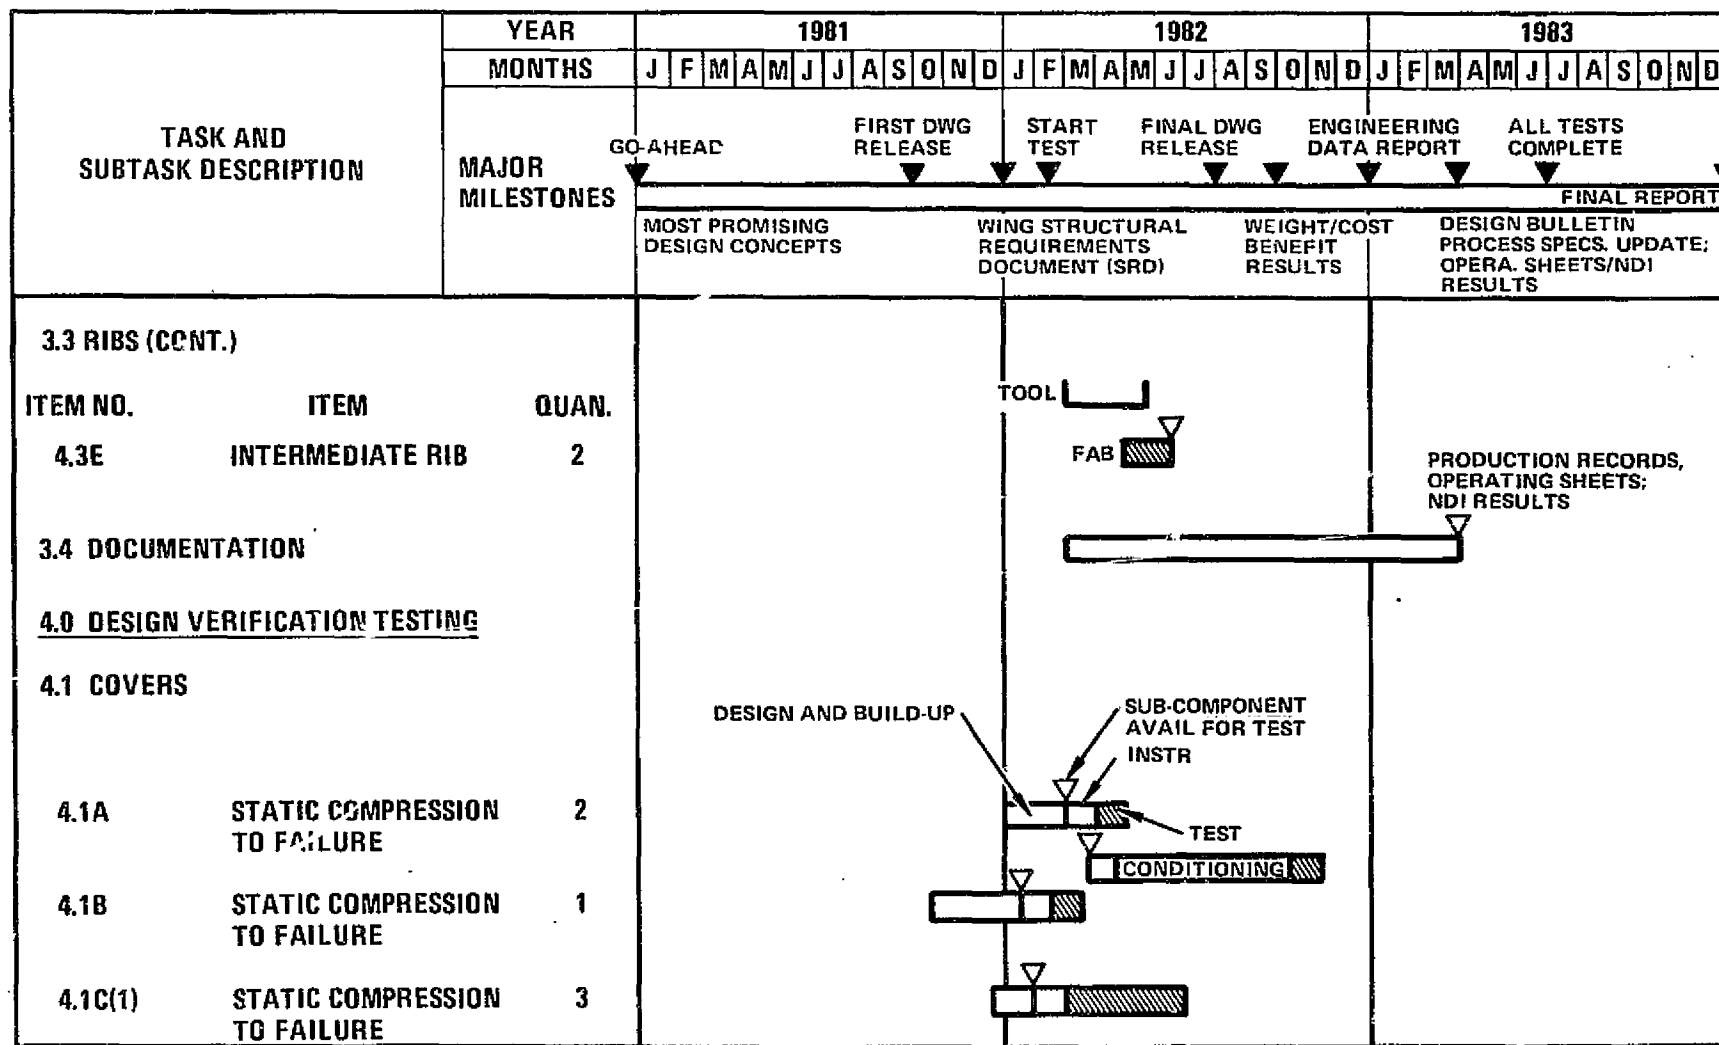 YEAR 1981 1982 1983
MONTHS J F M A M J J A S O N D J F M A M J J A S O N D J F M A M J J A S O N D
TASK AND
SUBTASK DESCRIPTION
MAJOR
MILESTONES
GO-AHEAD
FIRST DWG
RELEASE
START
TEST
FINAL DWG
RELEASE
ENGINEERING
DATA REPORT
ALL TESTS
COMPLETE
FINAL REPORT
MOST PROMISING
DESIGN CONCEPTS
WING STRUCTURAL
REQUIREMENTS
DOCUMENT (SRD)
WEIGHT/COST
BENEFIT
RESULTS
DESIGN BULLETIN
PROCESS SPECS. UPDATE;
OPERA. SHEETS/NDI
RESULTS
3.3 RIBS (CONT.)
TOOL
ITEM NO. ITEM QUAN.
4.3E INTERMEDIATE RIB 2
FAB
PRODUCTION RECORDS,
OPERATING SHEETS;
NDI RESULTS
3.4 DOCUMENTATION
4.0 DESIGN VERIFICATION TESTING
4.1 COVERS
DESIGN AND BUILD-UP
SUB-COMPONENT
AVAIL FOR TEST
INSTR
4.1A STATIC COMPRESSION 2
TO FAILURE
TEST
CONDITIONING
4.1B STATIC COMPRESSION 1
TO FAILURE
4.1C(1) STATIC COMPRESSION 3
TO FAILURE